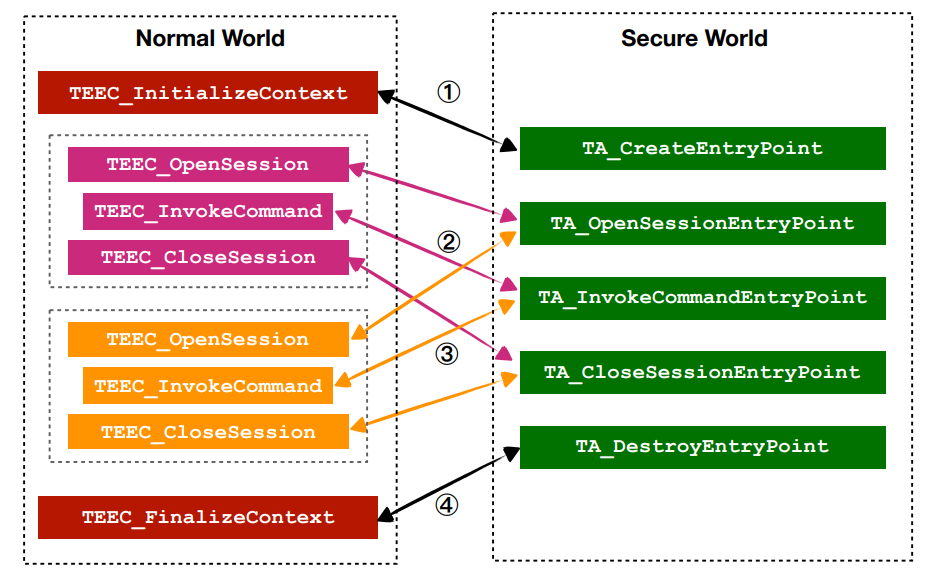 Normal World
Secure World
TEEC_InitializeContext
①
TA_CreateEntryPoint
TEEC_OpenSession
TEEC_InvokeCommand
TEEC_CloseSession
②
TA_OpenSessionEntryPoint
TA_InvokeCommandEntryPoint
TEEC_OpenSession
TEEC_InvokeCommand
TEEC_CloseSession
③
TA_CloseSessionEntryPoint
TA_DestroyEntryPoint
TEEC_FinalizeContext
④